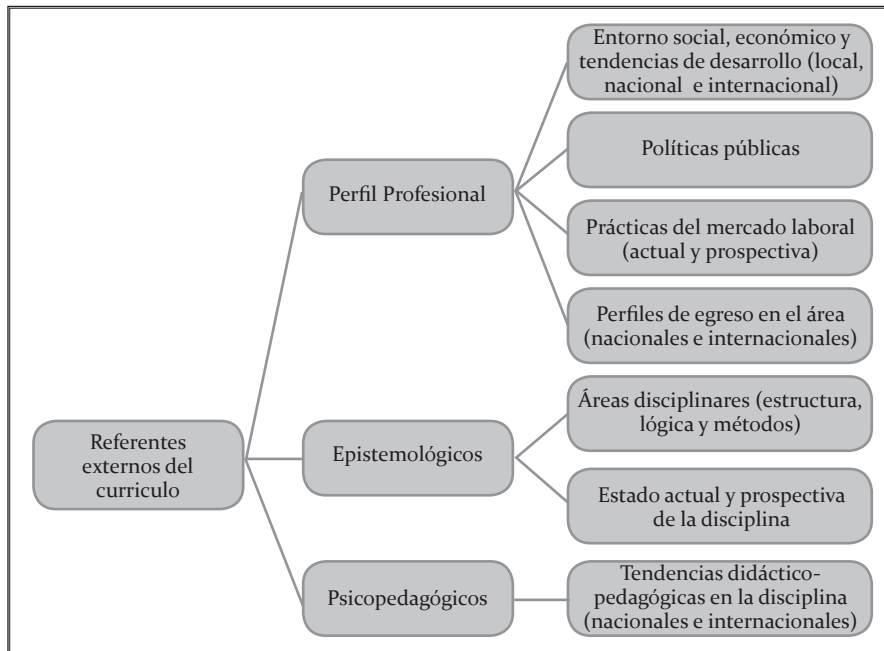 Entorno social, económico y
tendencias de desarrollo (local,
nacional e internacional)
Políticas públicas
Perfil Profesional
Prácticas del mercado laboral
(actual y prospectiva)
Perfiles de egreso en el área
(nacionales e internacionales)
Áreas disciplinares (estructura,
lógica y métodos)
Referentes
externos del
curriculo
Epistemológicos
Estado actual y prospectiva
de la disciplina
Psicopedagógicos
Tendencias didáctico-
pedagógicas en la disciplina
(nacionales e internacionales)